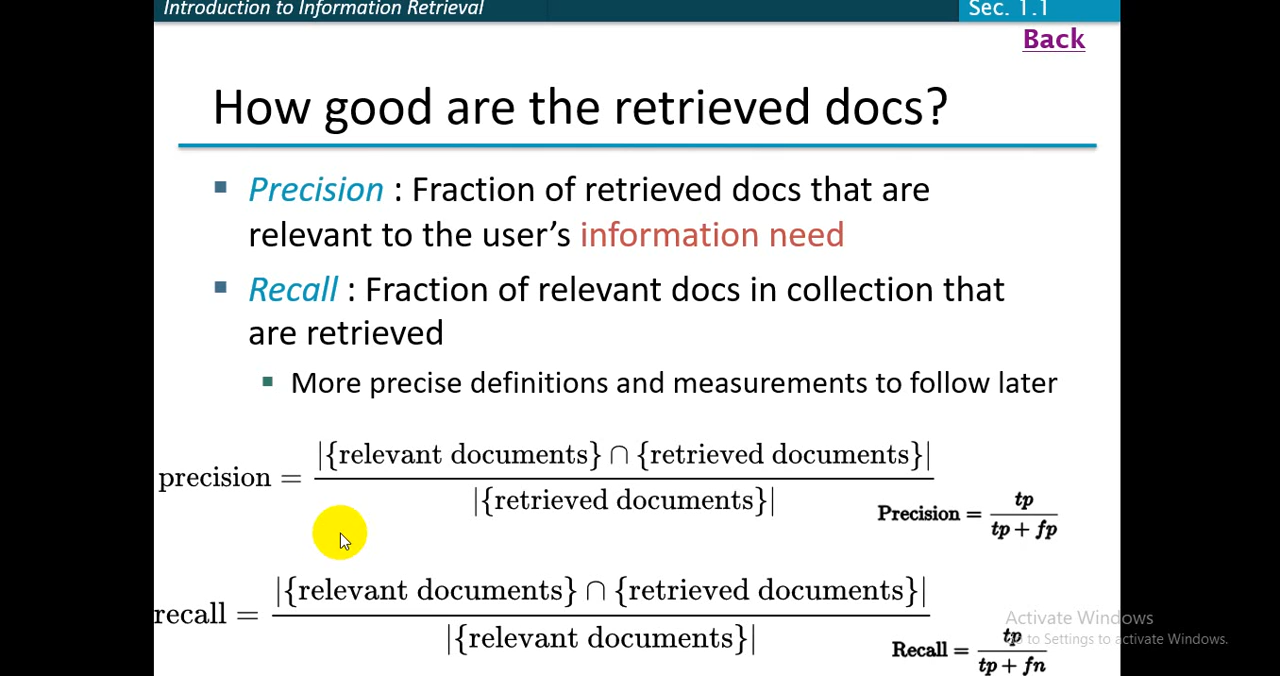 Introduction to Information Retrieval
Sec. 1.1
Back
How good are the retrieved docs?
▪ Precision : Fraction of retrieved docs that are
relevant to the user's information need
▪ Recall : Fraction of relevant docs in collection that
are retrieved
▪ More precise definitions and measurements to follow later
precision = |{relevant documents} ∩ {retrieved documents}| / |{retrieved documents}|
Precision = tp / tp + fp
recall = |{relevant documents} ∩ {retrieved documents}| / |{relevant documents}|
Recall = tp / tp + fn
Activate Windows
to Settings to activate Windows.